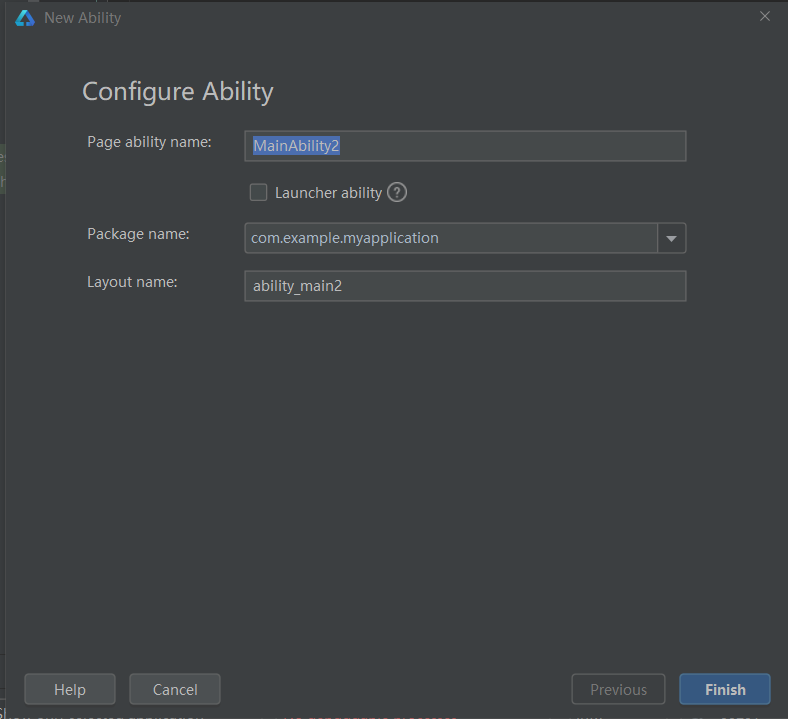 New Ability
Configure Ability
Page ability name:
MainAbility2
Launcher ability ?
Package name:
com.example.myapplication
Layout name:
ability_main2
Help
Cancel
Previous
Finish